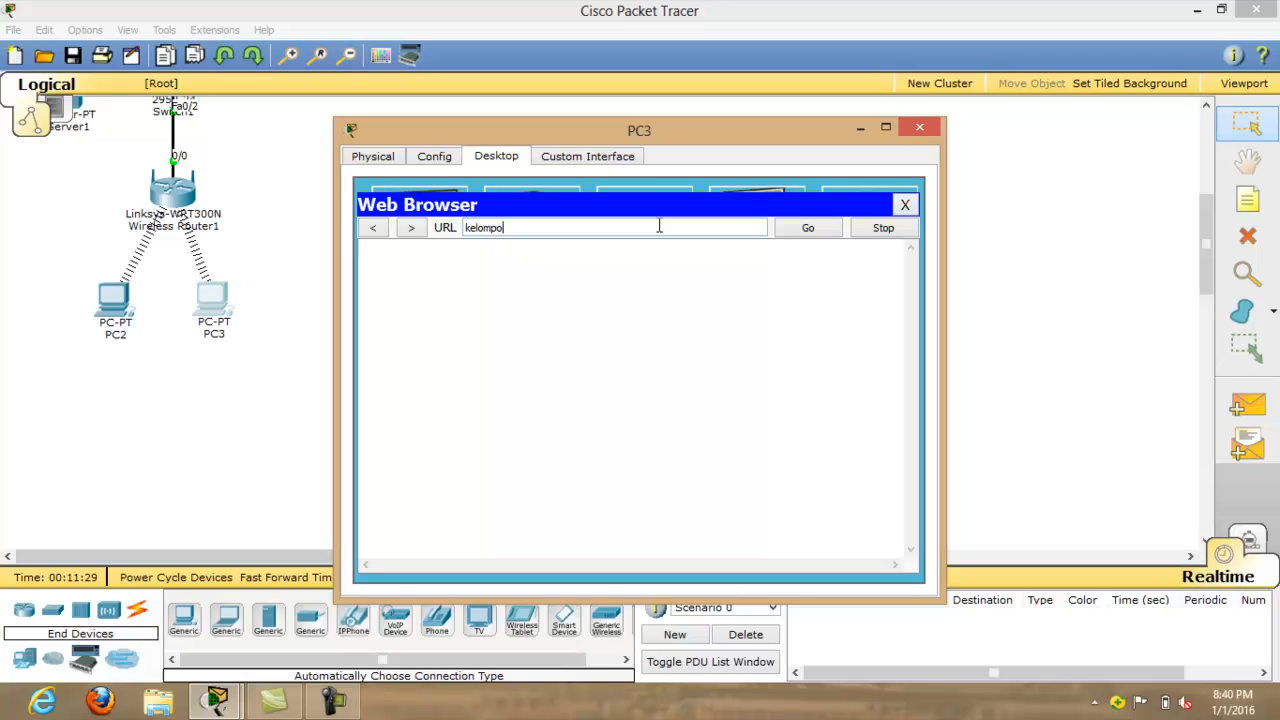 Cisco Packet Tracer
File Edit Options View Tools Extensions Help
Logical [Root] New Cluster Move Object Set Tiled Background Viewport
Fa0/2
Server1
0/0
Linksys-WRT300N
Wireless Router1
PC-PT
PC2
PC-PT
PC3
PC3
Physical Config Desktop Custom Interface
Web Browser X
< > URL kelompo Go Stop
Time: 00:11:29 Power Cycle Devices Fast Forward Tim
Realtime
End Devices
Generic Generic Generic Generic IPPhone VoIP Device Phone TV Wireless Tablet Smart Device Generic Wireless
Automatically Choose Connection Type
Scenario 0
New Delete
Toggle PDU List Window
Destination Type Color Time (sec) Periodic Num
8:40 PM
1/1/2016